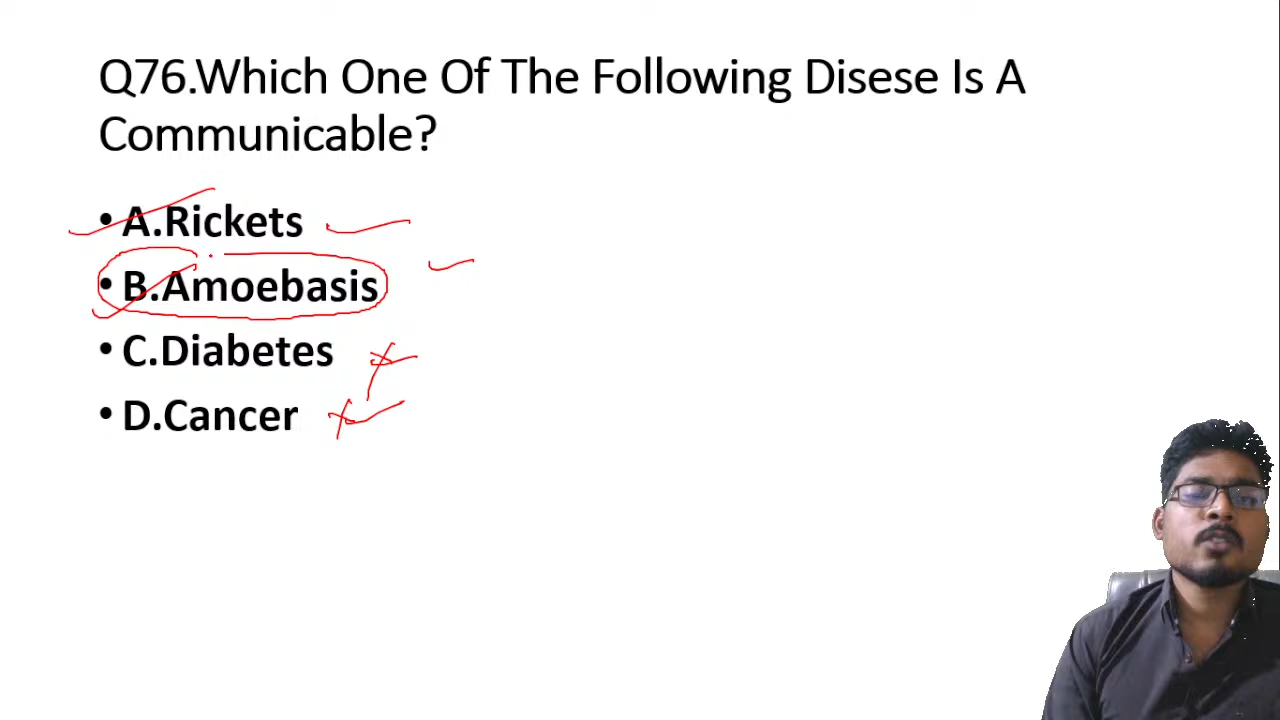 Q76.Which One Of The Following Disese Is A
Communicable?
• A.Rickets
• B.Amoebasis
• C.Diabetes
• D.Cancer